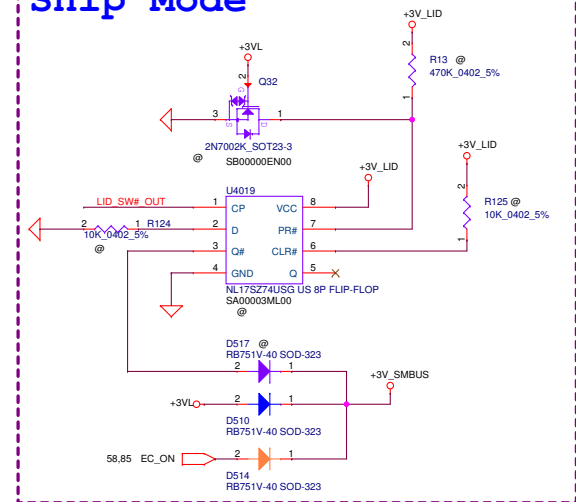 Ship Mode
+3V_LID
+3VL
2
R13 @
470K_0402_5%
1
2
Q32
G
3
S
D
1
2N7002K_SOT23-3
@
SB00000EN00
+3V_LID
+3V_LID
2
R125 @
10K_0402_5%
1
U4019
LID_SW#_OUT
1
CP
VCC
8
2
1
R124
10K_0402_5%
@
2
D
PR#
7
3
Q#
CLR#
6
4
GND
Q
5
NL17SZ74USG US 8P FLIP-FLOP
SA00003ML00
@
D517 @
RB751V-40 SOD-323
2
1
+3V_SMBUS
+3VL
2
1
D510
RB751V-40 SOD-323
58,85 EC_ON
2
1
D514
RB751V-40 SOD-323